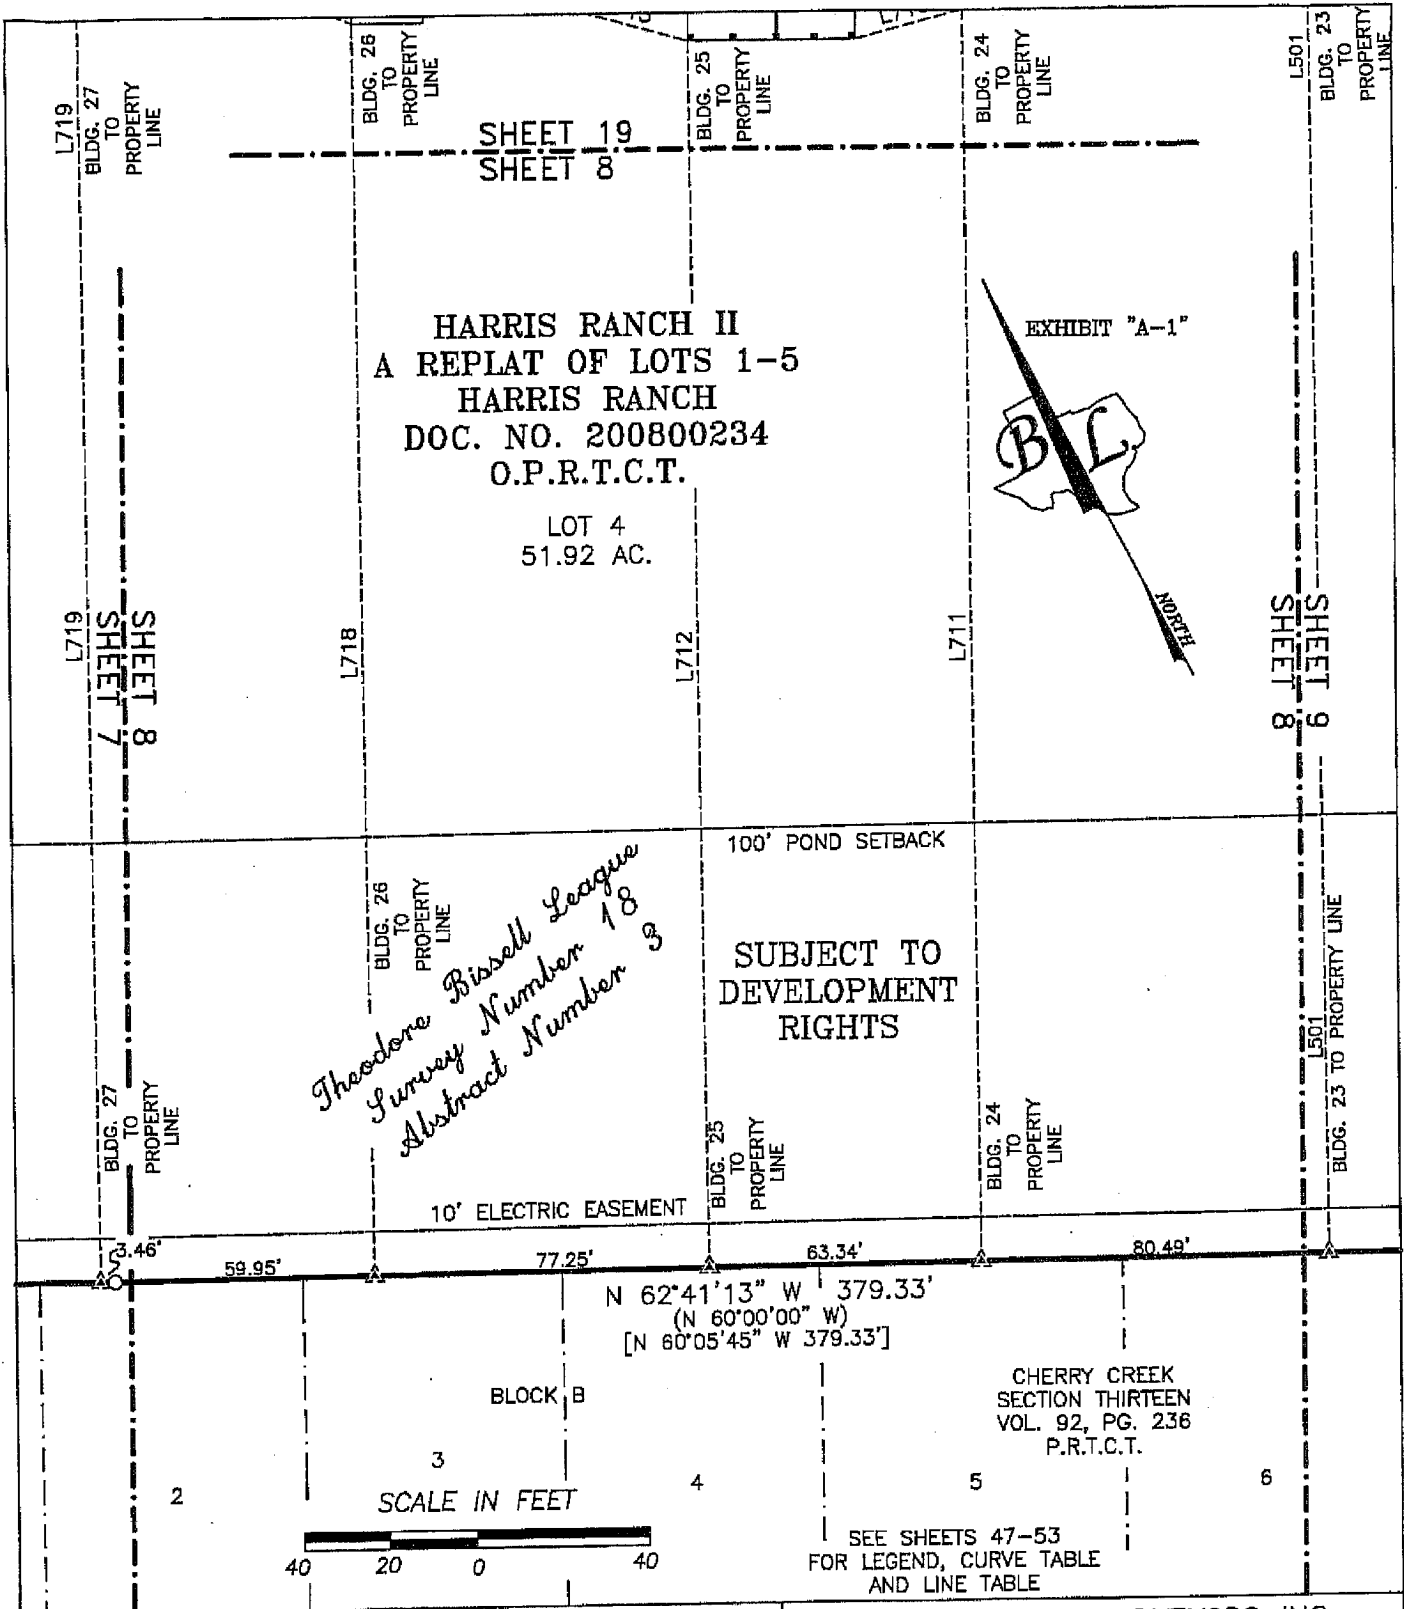 L719
BLDG. 27
TO
PROPERTY
LINE
BLDG. 26
TO
PROPERTY
LINE
BLDG. 25
TO
PROPERTY
LINE
BLDG. 24
TO
PROPERTY
LINE
L501
BLDG. 23
TO
PROPERTY
LINE
SHEET 19
SHEET 8
HARRIS RANCH II
A REPLAT OF LOTS 1-5
HARRIS RANCH
DOC. NO. 200800234
O.P.R.T.C.T.
LOT 4
51.92 AC.
EXHIBIT "A-1"
B L
NORTH
L719
SHEET 7
SHEET 8
L718
L712
L711
SHEET 8
SHEET 9
100' POND SETBACK
BLDG. 26
TO
PROPERTY
LINE
Theodore Bissell League
Survey Number 18
Abstract Number 3
SUBJECT TO
DEVELOPMENT
RIGHTS
L501
BLDG. 23 TO PROPERTY LINE
BLDG. 27
TO
PROPERTY
LINE
BLDG. 25
TO
PROPERTY
LINE
BLDG. 24
TO
PROPERTY
LINE
10' ELECTRIC EASEMENT
3.46'
59.95'
77.25'
63.34'
80.49'
N 62°41'13" W 379.33'
(N 60°00'00" W)
[N 60°05'45" W 379.33']
BLOCK B
CHERRY CREEK
SECTION THIRTEEN
VOL. 92, PG. 236
P.R.T.C.T.
2
3
4
5
6
SCALE IN FEET
40 20 0 40
SEE SHEETS 47-53
FOR LEGEND, CURVE TABLE
AND LINE TABLE